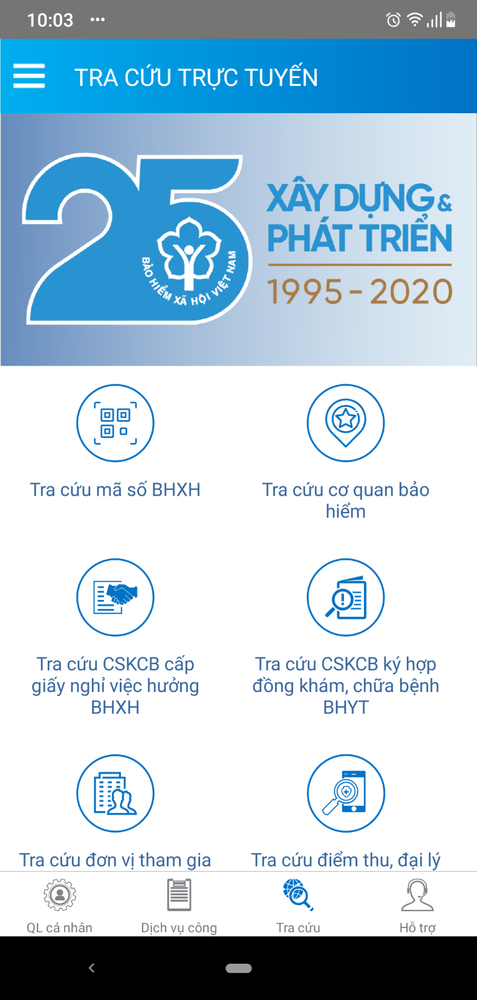 10:03
49
TRA CỨU TRỰC TUYẾN
25
XÂY DỰNG &
PHÁT TRIỂN
1995 - 2020
BẢO HIỂM XÃ HỘI VIỆT NAM
Tra cứu mã số BHXH
Tra cứu cơ quan bảo
hiểm
Tra cứu CSKCB cấp
giấy nghỉ việc hưởng
BHXH
Tra cứu CSKCB ký hợp
đồng khám, chữa bệnh
BHYT
Tra cứu đơn vị tham gia
Tra cứu điểm thu, đại lý
QL cá nhân
Dịch vụ công
Tra cứu
Hỗ trợ